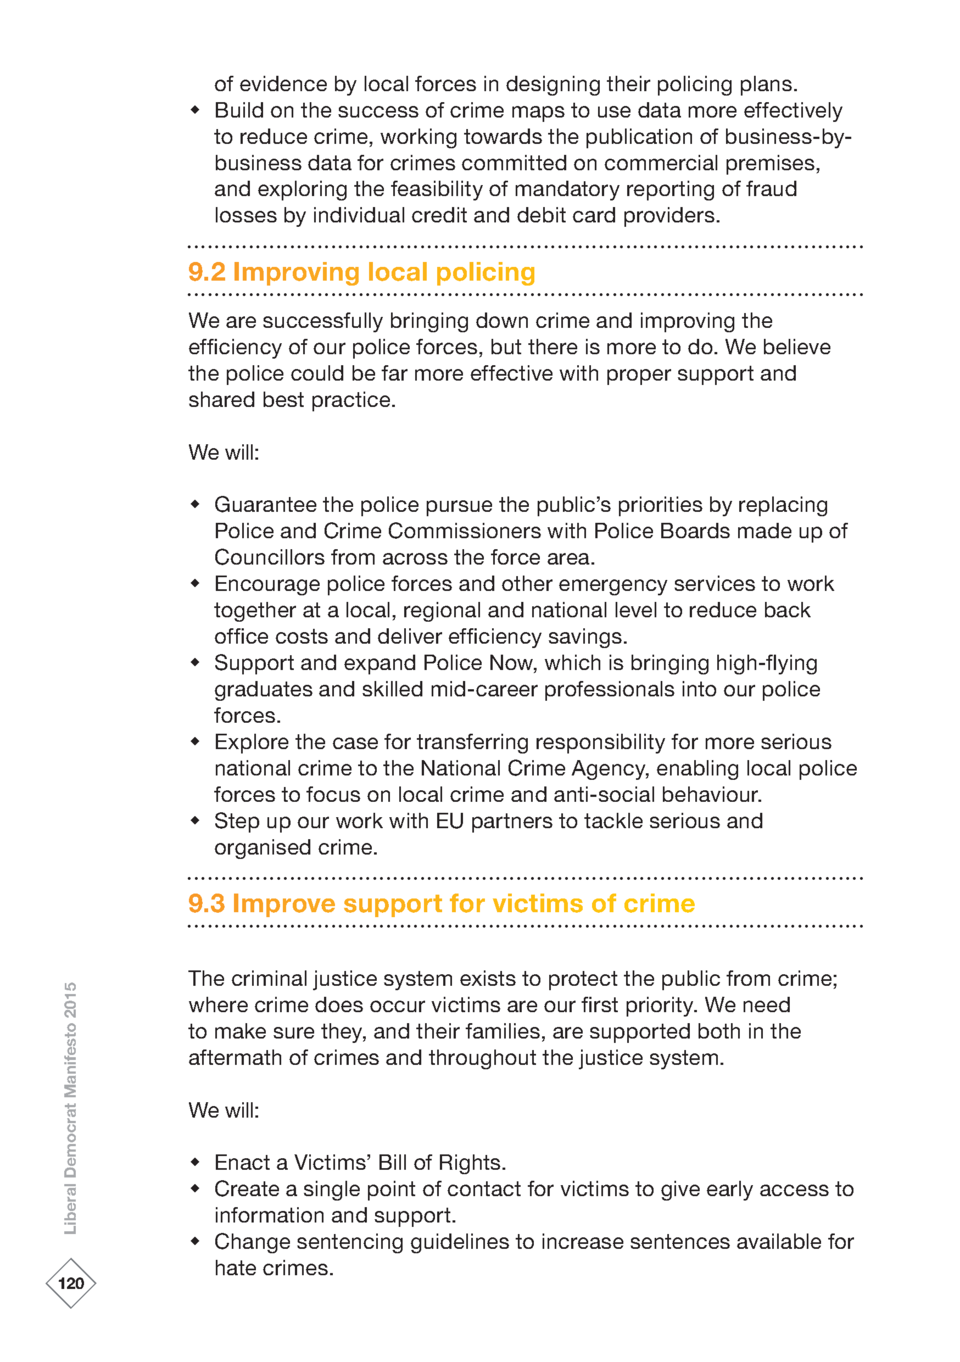 of evidence by local forces in designing their policing plans.
◆ Build on the success of crime maps to use data more effectively
to reduce crime, working towards the publication of business-by-
business data for crimes committed on commercial premises,
and exploring the feasibility of mandatory reporting of fraud
losses by individual credit and debit card providers.
9.2 Improving local policing
We are successfully bringing down crime and improving the
efficiency of our police forces, but there is more to do. We believe
the police could be far more effective with proper support and
shared best practice.
We will:
◆ Guarantee the police pursue the public’s priorities by replacing
Police and Crime Commissioners with Police Boards made up of
Councillors from across the force area.
◆ Encourage police forces and other emergency services to work
together at a local, regional and national level to reduce back
office costs and deliver efficiency savings.
◆ Support and expand Police Now, which is bringing high-flying
graduates and skilled mid-career professionals into our police
forces.
◆ Explore the case for transferring responsibility for more serious
national crime to the National Crime Agency, enabling local police
forces to focus on local crime and anti-social behaviour.
◆ Step up our work with EU partners to tackle serious and
organised crime.
9.3 Improve support for victims of crime
The criminal justice system exists to protect the public from crime;
where crime does occur victims are our first priority. We need
to make sure they, and their families, are supported both in the
aftermath of crimes and throughout the justice system.
We will:
◆ Enact a Victims’ Bill of Rights.
◆ Create a single point of contact for victims to give early access to
information and support.
◆ Change sentencing guidelines to increase sentences available for
hate crimes.
Liberal Democrat Manifesto 2015
120